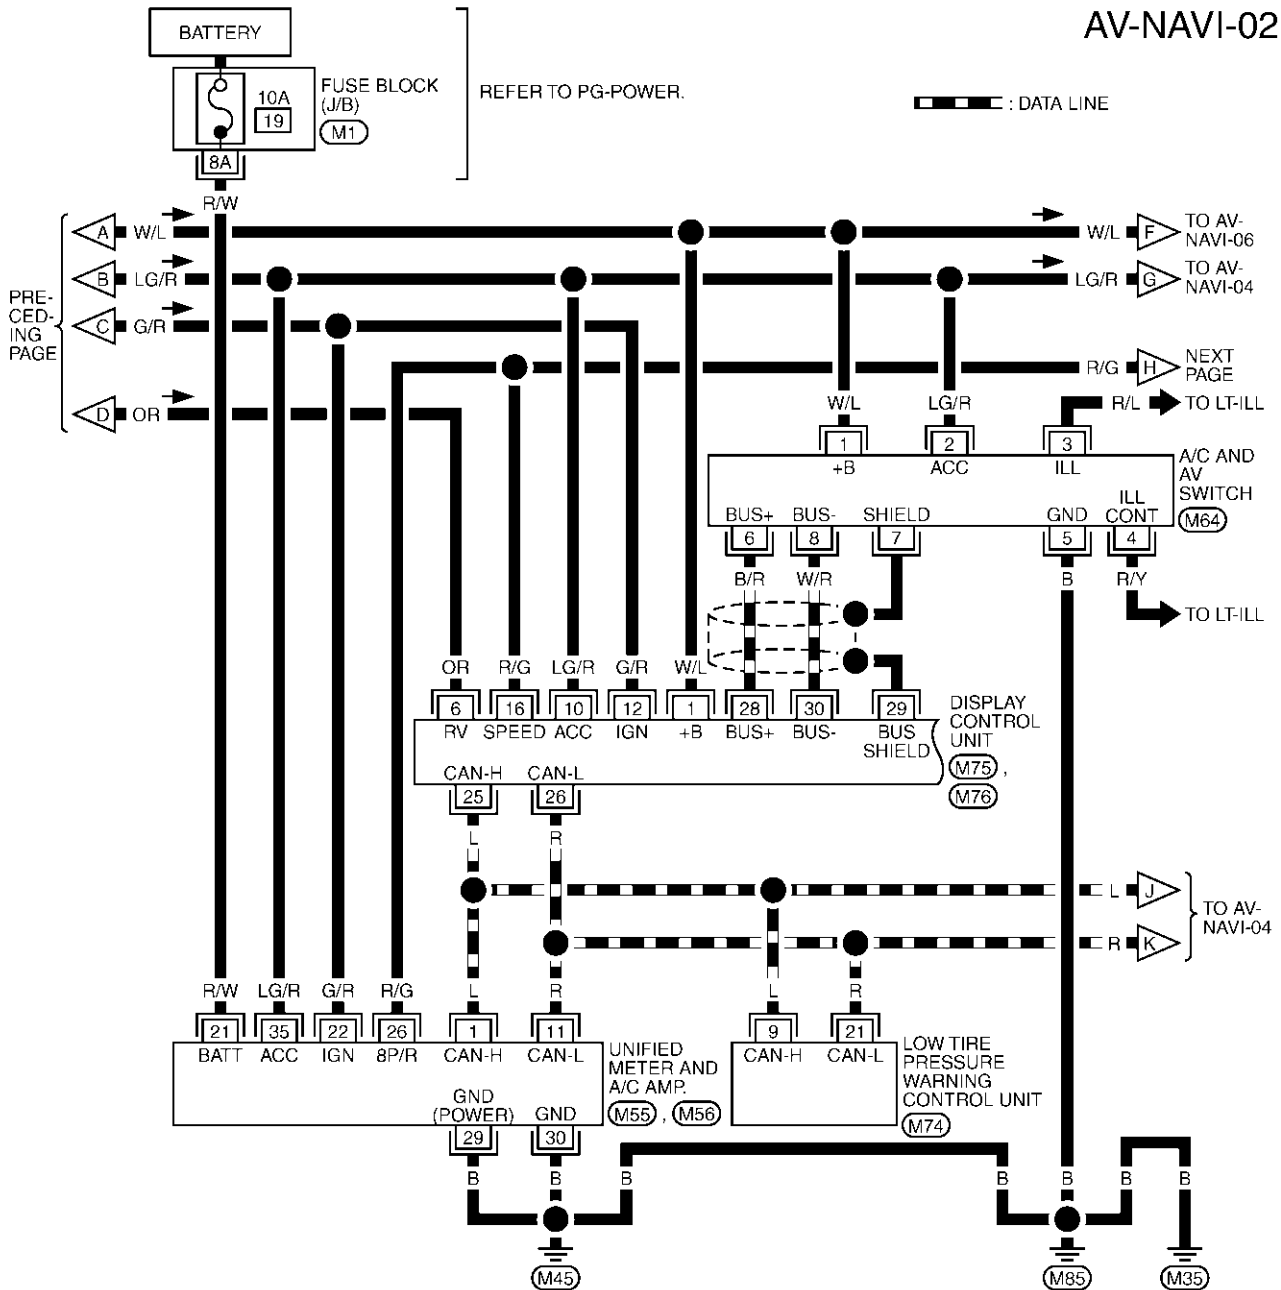 AV-NAVI-02
BATTERY
FUSE BLOCK
(J/B)
M1
10A
19
8A
REFER TO PG-POWER.
: DATA LINE
R/W
PRE-
CED-
ING
PAGE
A W/L
B LG/R
C G/R
D OR
W/L F TO AV-
NAVI-06
LG/R G TO AV-
NAVI-04
R/G H NEXT
PAGE
W/L LG/R R/L TO LT-ILL
1 2 3
+B ACC ILL
A/C AND
AV
SWITCH
M64
BUS+ BUS- SHIELD GND ILL
CONT
6 8 7 5 4
B/R W/R B R/Y
TO LT-ILL
OR R/G LG/R G/R W/L
6 16 10 12 1 28 30 29
RV SPEED ACC IGN +B BUS+ BUS- BUS
SHIELD
DISPLAY
CONTROL
UNIT
M75 ,
M76
CAN-H CAN-L
25 26
L R
L J
R K
TO AV-
NAVI-04
R/W LG/R G/R R/G L R L R
21 35 22 26 1 11 9 21
BATT ACC IGN 8P/R CAN-H CAN-L CAN-H CAN-L
UNIFIED
METER AND
A/C AMP.
M55 , M56
LOW TIRE
PRESSURE
WARNING
CONTROL UNIT
M74
GND
(POWER) GND
29 30
B B B B B B B
M45 M85 M35